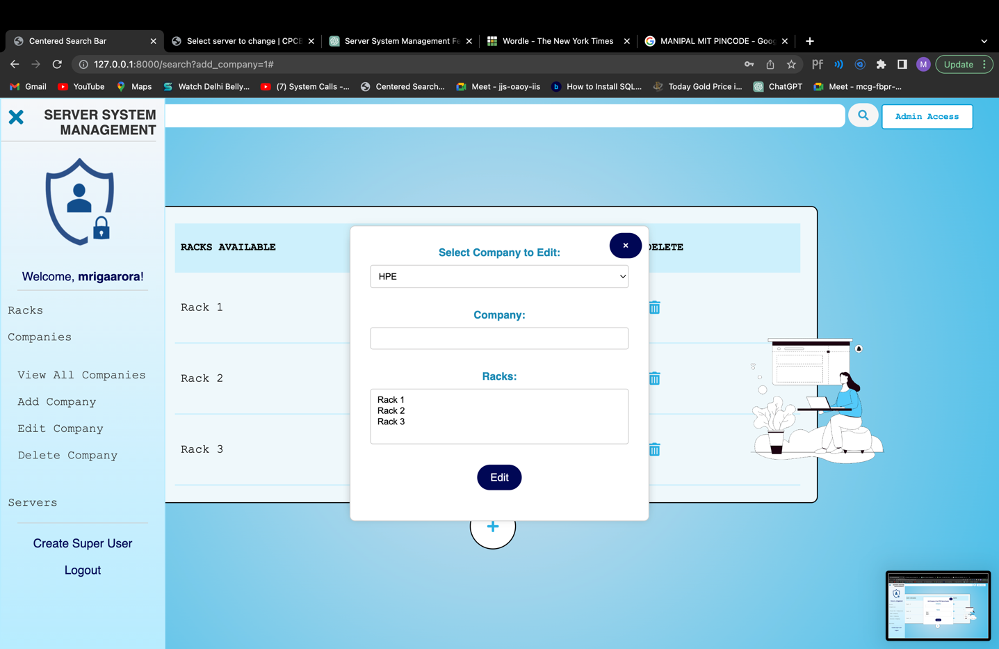 Centered Search Bar
Select server to change | CPCE
Server System Management Fe
Wordle - The New York Times
MANIPAL MIT PINCODE - Goog
127.0.0.1:8000/search?add_company=1#
Pf
M
Update
Gmail
YouTube
Maps
Watch Delhi Belly...
(7) System Calls -...
Centered Search...
Meet - jjs-oaoy-iis
b
How to Install SQL...
Today Gold Price i...
ChatGPT
Meet - mcg-fbpr-...
SERVER SYSTEM
MANAGEMENT
Admin Access
Welcome, mrigaarora!
Racks
Companies
View All Companies
Add Company
Edit Company
Delete Company
Servers
Create Super User
Logout
RACKS AVAILABLE
DELETE
Rack 1
Rack 2
Rack 3
×
Select Company to Edit:
HPE
Company:
Racks:
Rack 1
Rack 2
Rack 3
Edit
+